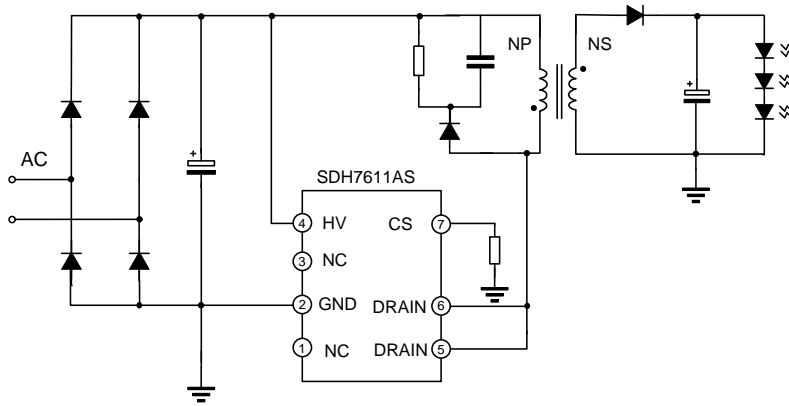 NP NS
AC
+
+
SDH7611AS
4 HV CS 7
3 NC
2 GND DRAIN 6
1 NC DRAIN 5